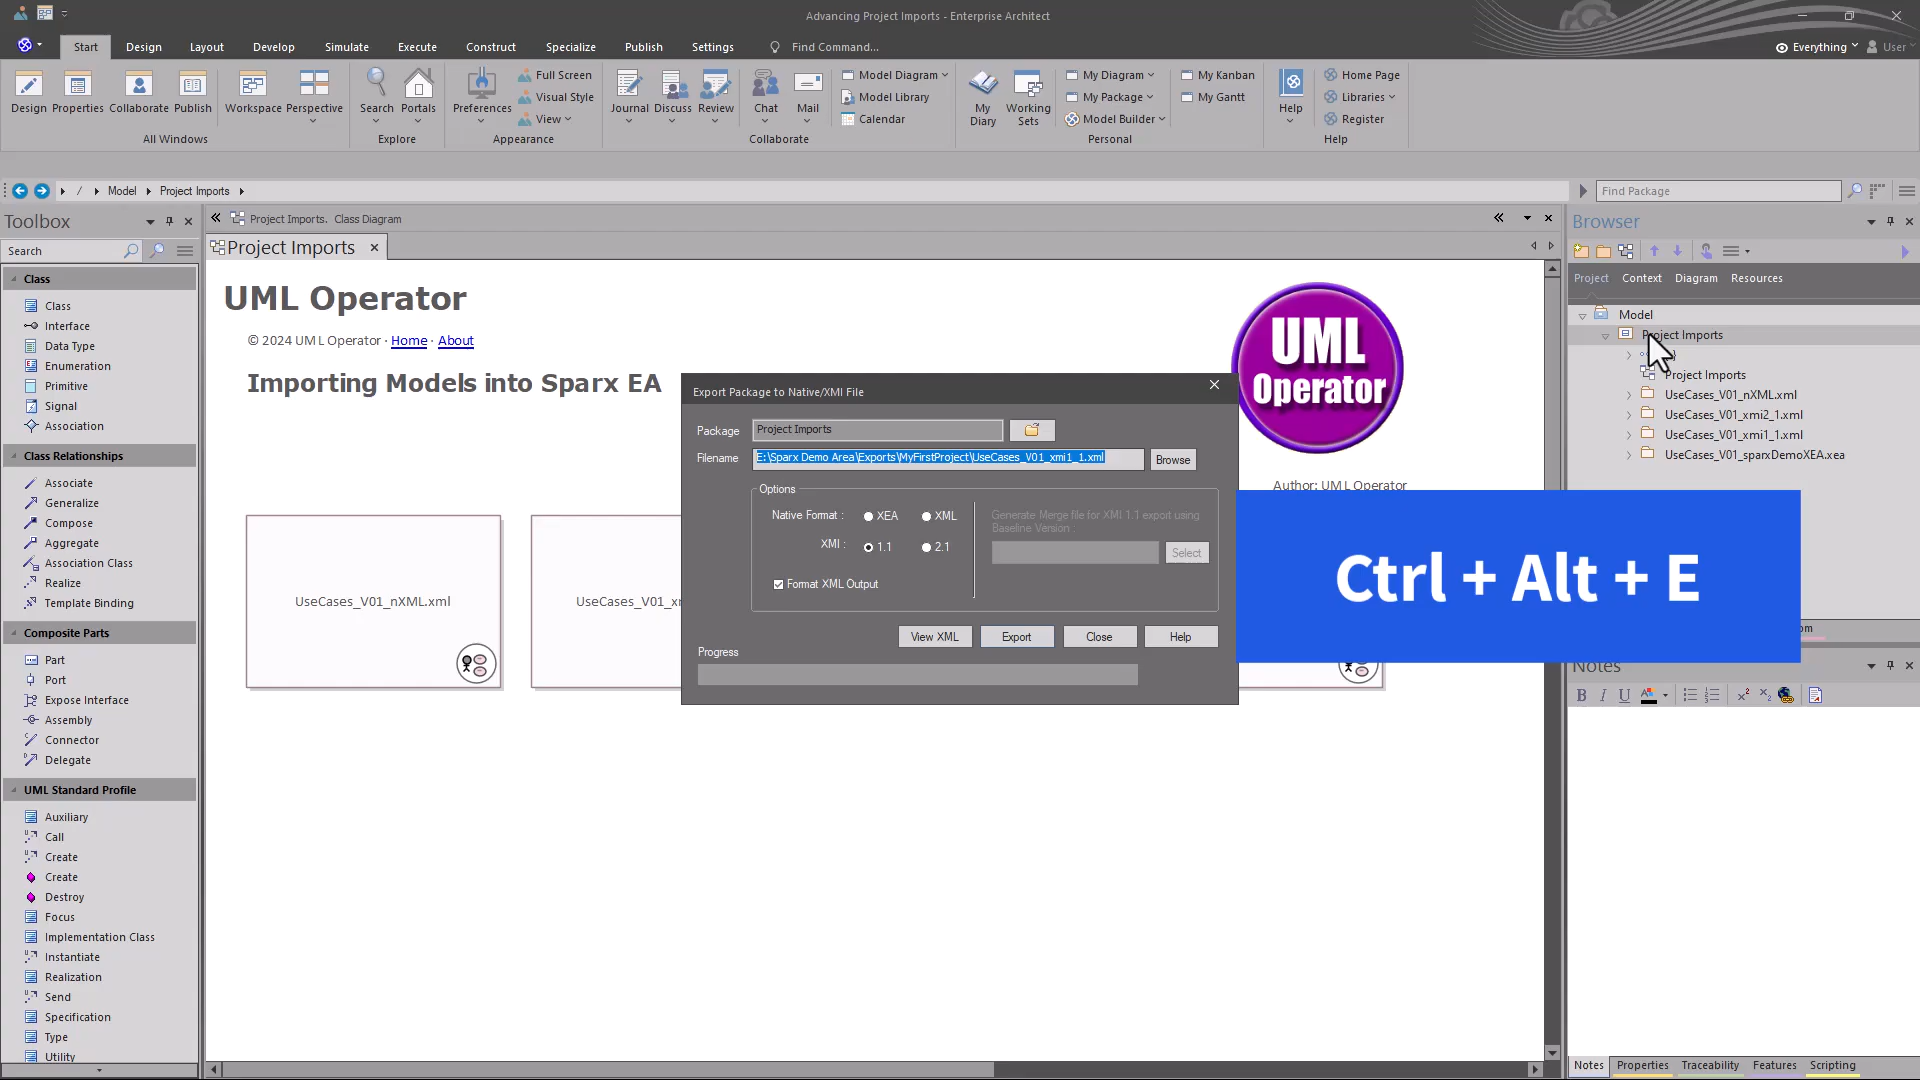 Advancing Project Imports - Enterprise Architect
Start Design Layout Develop Simulate Execute Construct Specialize Publish Settings Find Command... Everything User
Design Properties Collaborate Publish Workspace Perspective Search Portals Preferences Full Screen Visual Style View Journal Discuss Review Chat Mail Model Diagram Model Library Calendar My Diary Working Sets My Diagram My Package Model Builder My Kanban My Gantt Help Home Page Libraries Register
All Windows Explore Appearance Collaborate Personal Help
/ Model Project Imports Find Package
Toolbox
Search
Class
Class
Interface
Data Type
Enumeration
Primitive
Signal
Association
Class Relationships
Associate
Generalize
Compose
Aggregate
Association Class
Realize
Template Binding
Composite Parts
Part
Port
Expose Interface
Assembly
Connector
Delegate
UML Standard Profile
Auxiliary
Call
Create
Create
Destroy
Focus
Implementation Class
Instantiate
Realization
Send
Specification
Type
Utility
Project Imports. Class Diagram
Project Imports
UML Operator
© 2024 UML Operator · Home · About
Importing Models into Sparx EA
UML
Operator
Author: UML Operator
UseCases_V01_nXML.xml
UseCases_V01_x
Export Package to Native/XMI File
Package Project Imports
Filename E:\Sparx Demo Area\Exports\MyFirstProject\UseCases_V01_xmi1_1.xml Browse
Options
Native Format : XEA XML
XMI : 1.1 2.1
Format XML Output
Generate Merge file for XMI 1.1 export using
Baseline Version
Select
View XML Export Close Help
Progress
Ctrl + Alt + E
Browser
Project Context Diagram Resources
Model
Project Imports
Project Imports
UseCases_V01_nXML.xml
UseCases_V01_xmi2_1.xml
UseCases_V01_xmi1_1.xml
UseCases_V01_sparxDemoXEA.xea
Notes
B I U A x² x₂
Notes Properties Traceability Features Scripting